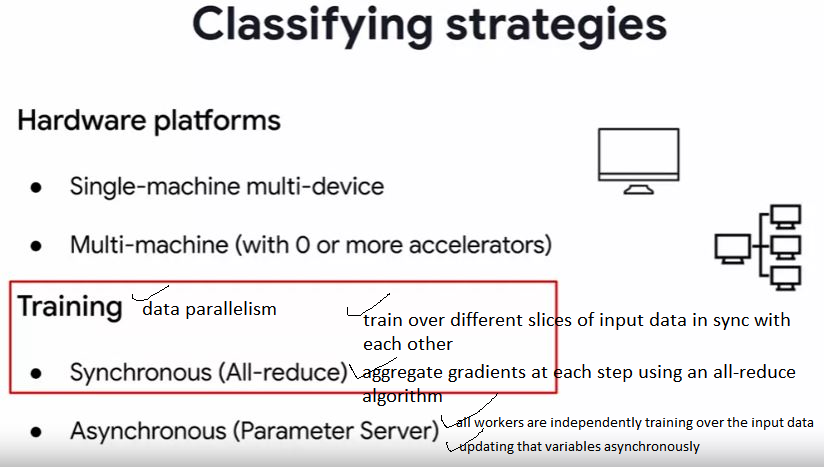 Classifying strategies
Hardware platforms
● Single-machine multi-device
● Multi-machine (with 0 or more accelerators)
Training
data parallelism
train over different slices of input data in sync with
each other
● Synchronous (All-reduce)
aggregate gradients at each step using an all-reduce
algorithm
● Asynchronous (Parameter Server)
all workers are independently training over the input data
updating that variables asynchronously